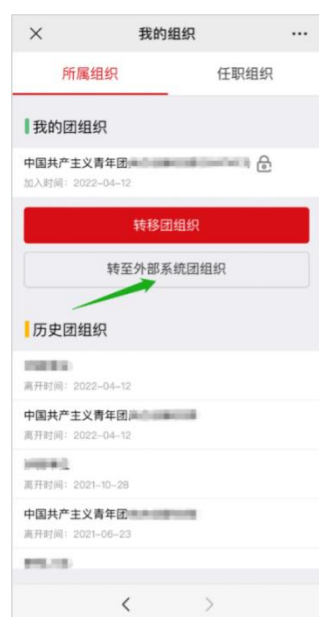 我的组织
所属组织
任职组织
我的团组织
中国共产主义青年团
加入时间：2022-04-12
转移团组织
转至外部系统团组织
历史团组织
离开时间：2022-04-12
中国共产主义青年团
离开时间：2022-04-12
离开时间：2021-10-28
中国共产主义青年团
离开时间：2021-06-23